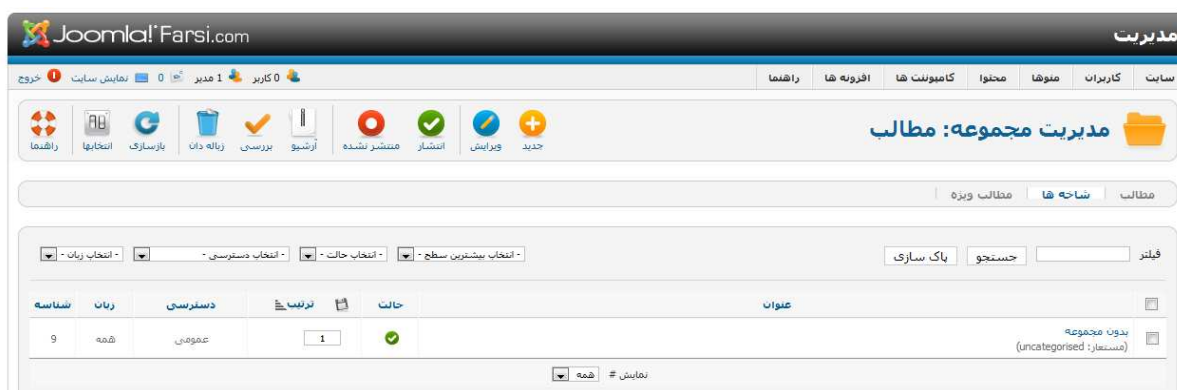 مدیریت
Joomla! Farsi.com
سایت کاربران منوها محتوا کامپوننت ها افزونه ها راهنما
0 کاربر 1 مدیر 0 نمایش سایت خروج
مدیریت مجموعه: مطالب
جدید ویرایش انتشار منتشر نشده آرشیو بررسی زباله دان بازسازی انتخابها راهنما
مطالب شاخه ها مطالب ویژه
فیلتر جستجو پاک سازی - انتخاب بیشترین سطح - - انتخاب حالت - - انتخاب دسترسی - - انتخاب زبان -
عنوان حالت ترتیب دسترسی زبان شناسه
بدون مجموعه
(مستعار: uncategorised)
1 عمومی همه 9
نمایش # همه